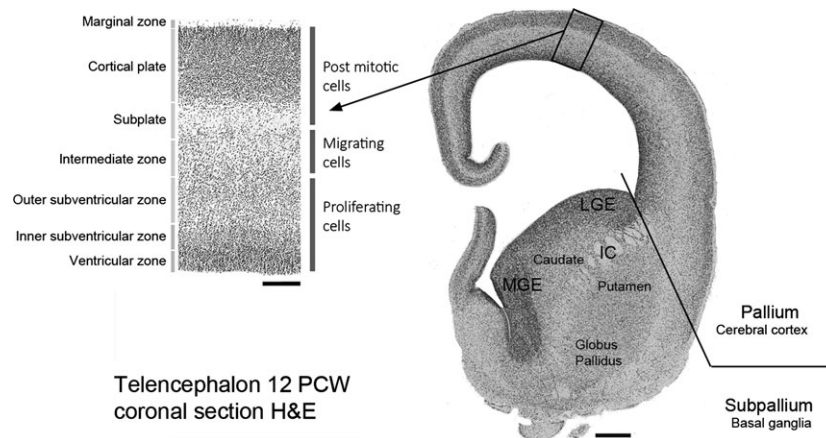 Marginal zone
Cortical plate
Subplate
Intermediate zone
Outer subventricular zone
Inner subventricular zone
Ventricular zone
Post mitotic
cells
Migrating
cells
Proliferating
cells
LGE
IC
Caudate
MGE
Putamen
Globus
Pallidus
Pallium
Cerebral cortex
Subpallium
Basal ganglia
Telencephalon 12 PCW
coronal section H&E